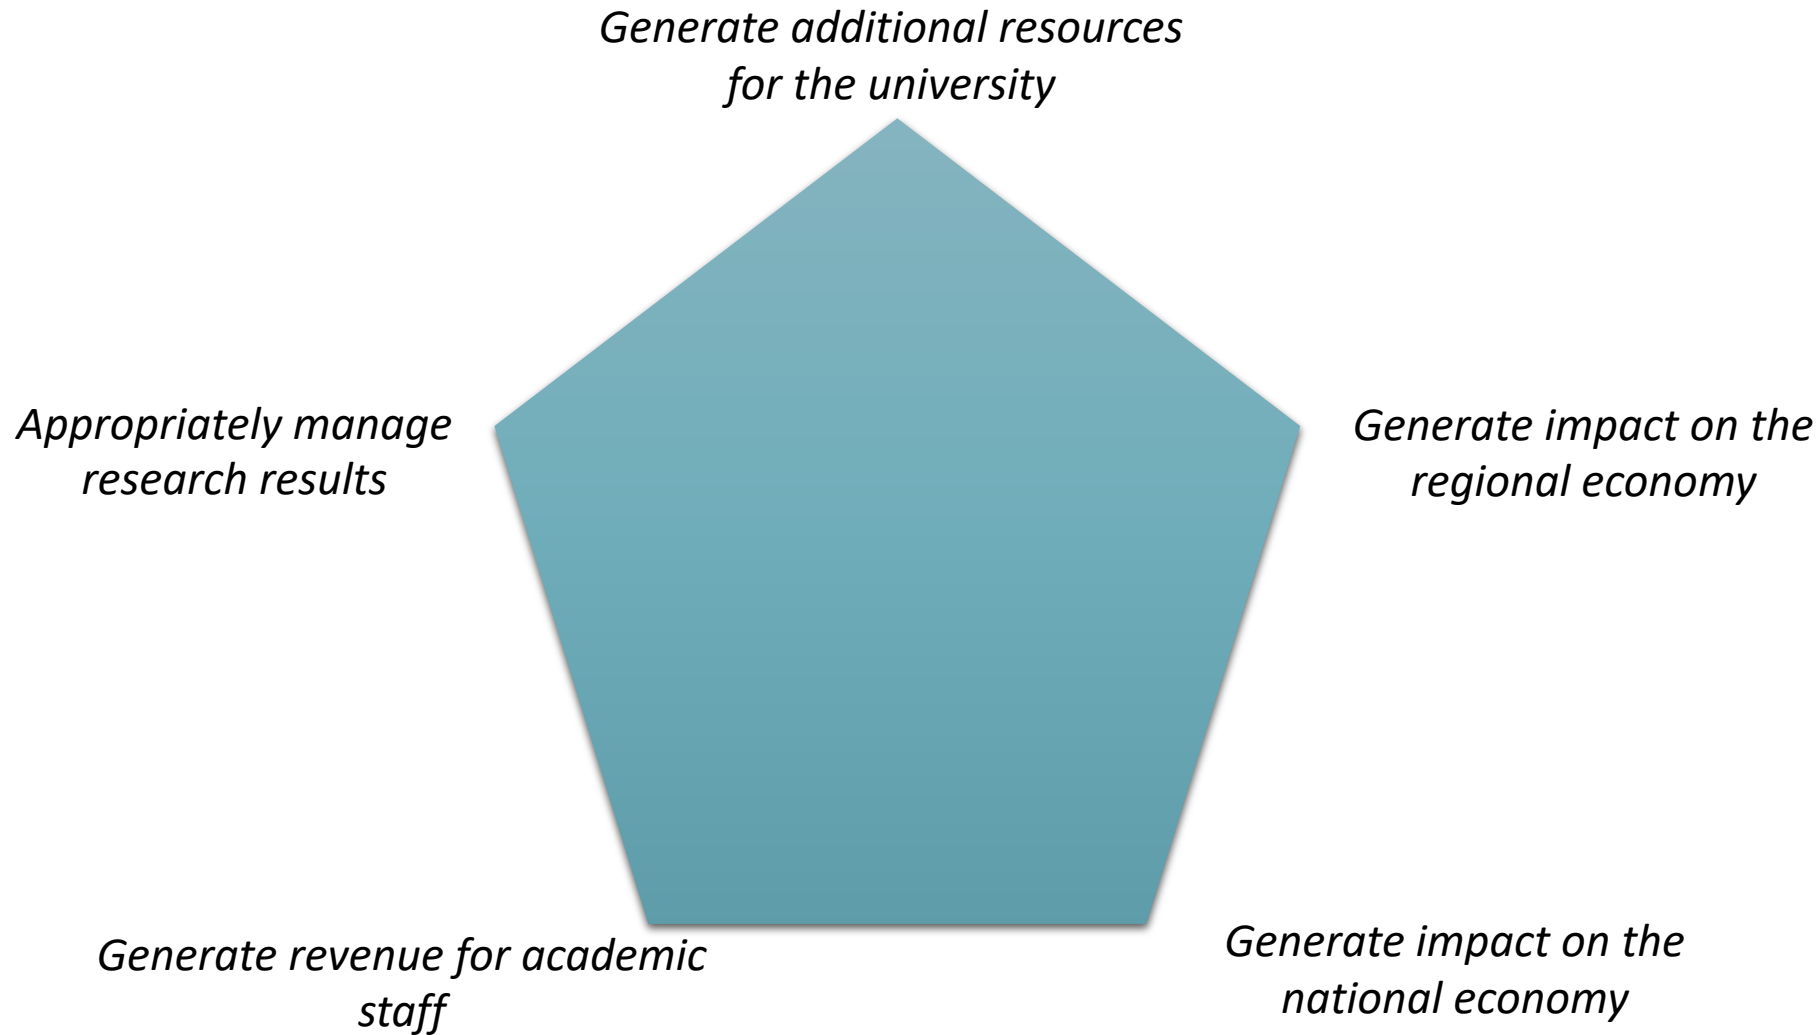 Generate additional resources
for the university
Appropriately manage
research results
Generate impact on the
regional economy
Generate revenue for academic
staff
Generate impact on the
national economy